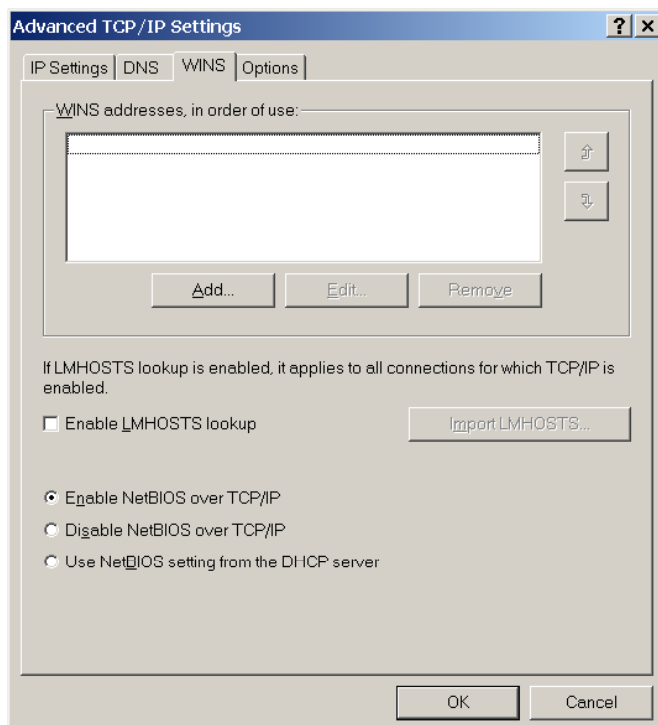 Advanced TCP/IP Settings
IP Settings DNS WINS Options
WINS addresses, in order of use:
Add... Edit... Remove
If LMHOSTS lookup is enabled, it applies to all connections for which TCP/IP is
enabled.
Enable LMHOSTS lookup Import LMHOSTS...
Enable NetBIOS over TCP/IP
Disable NetBIOS over TCP/IP
Use NetBIOS setting from the DHCP server
OK Cancel